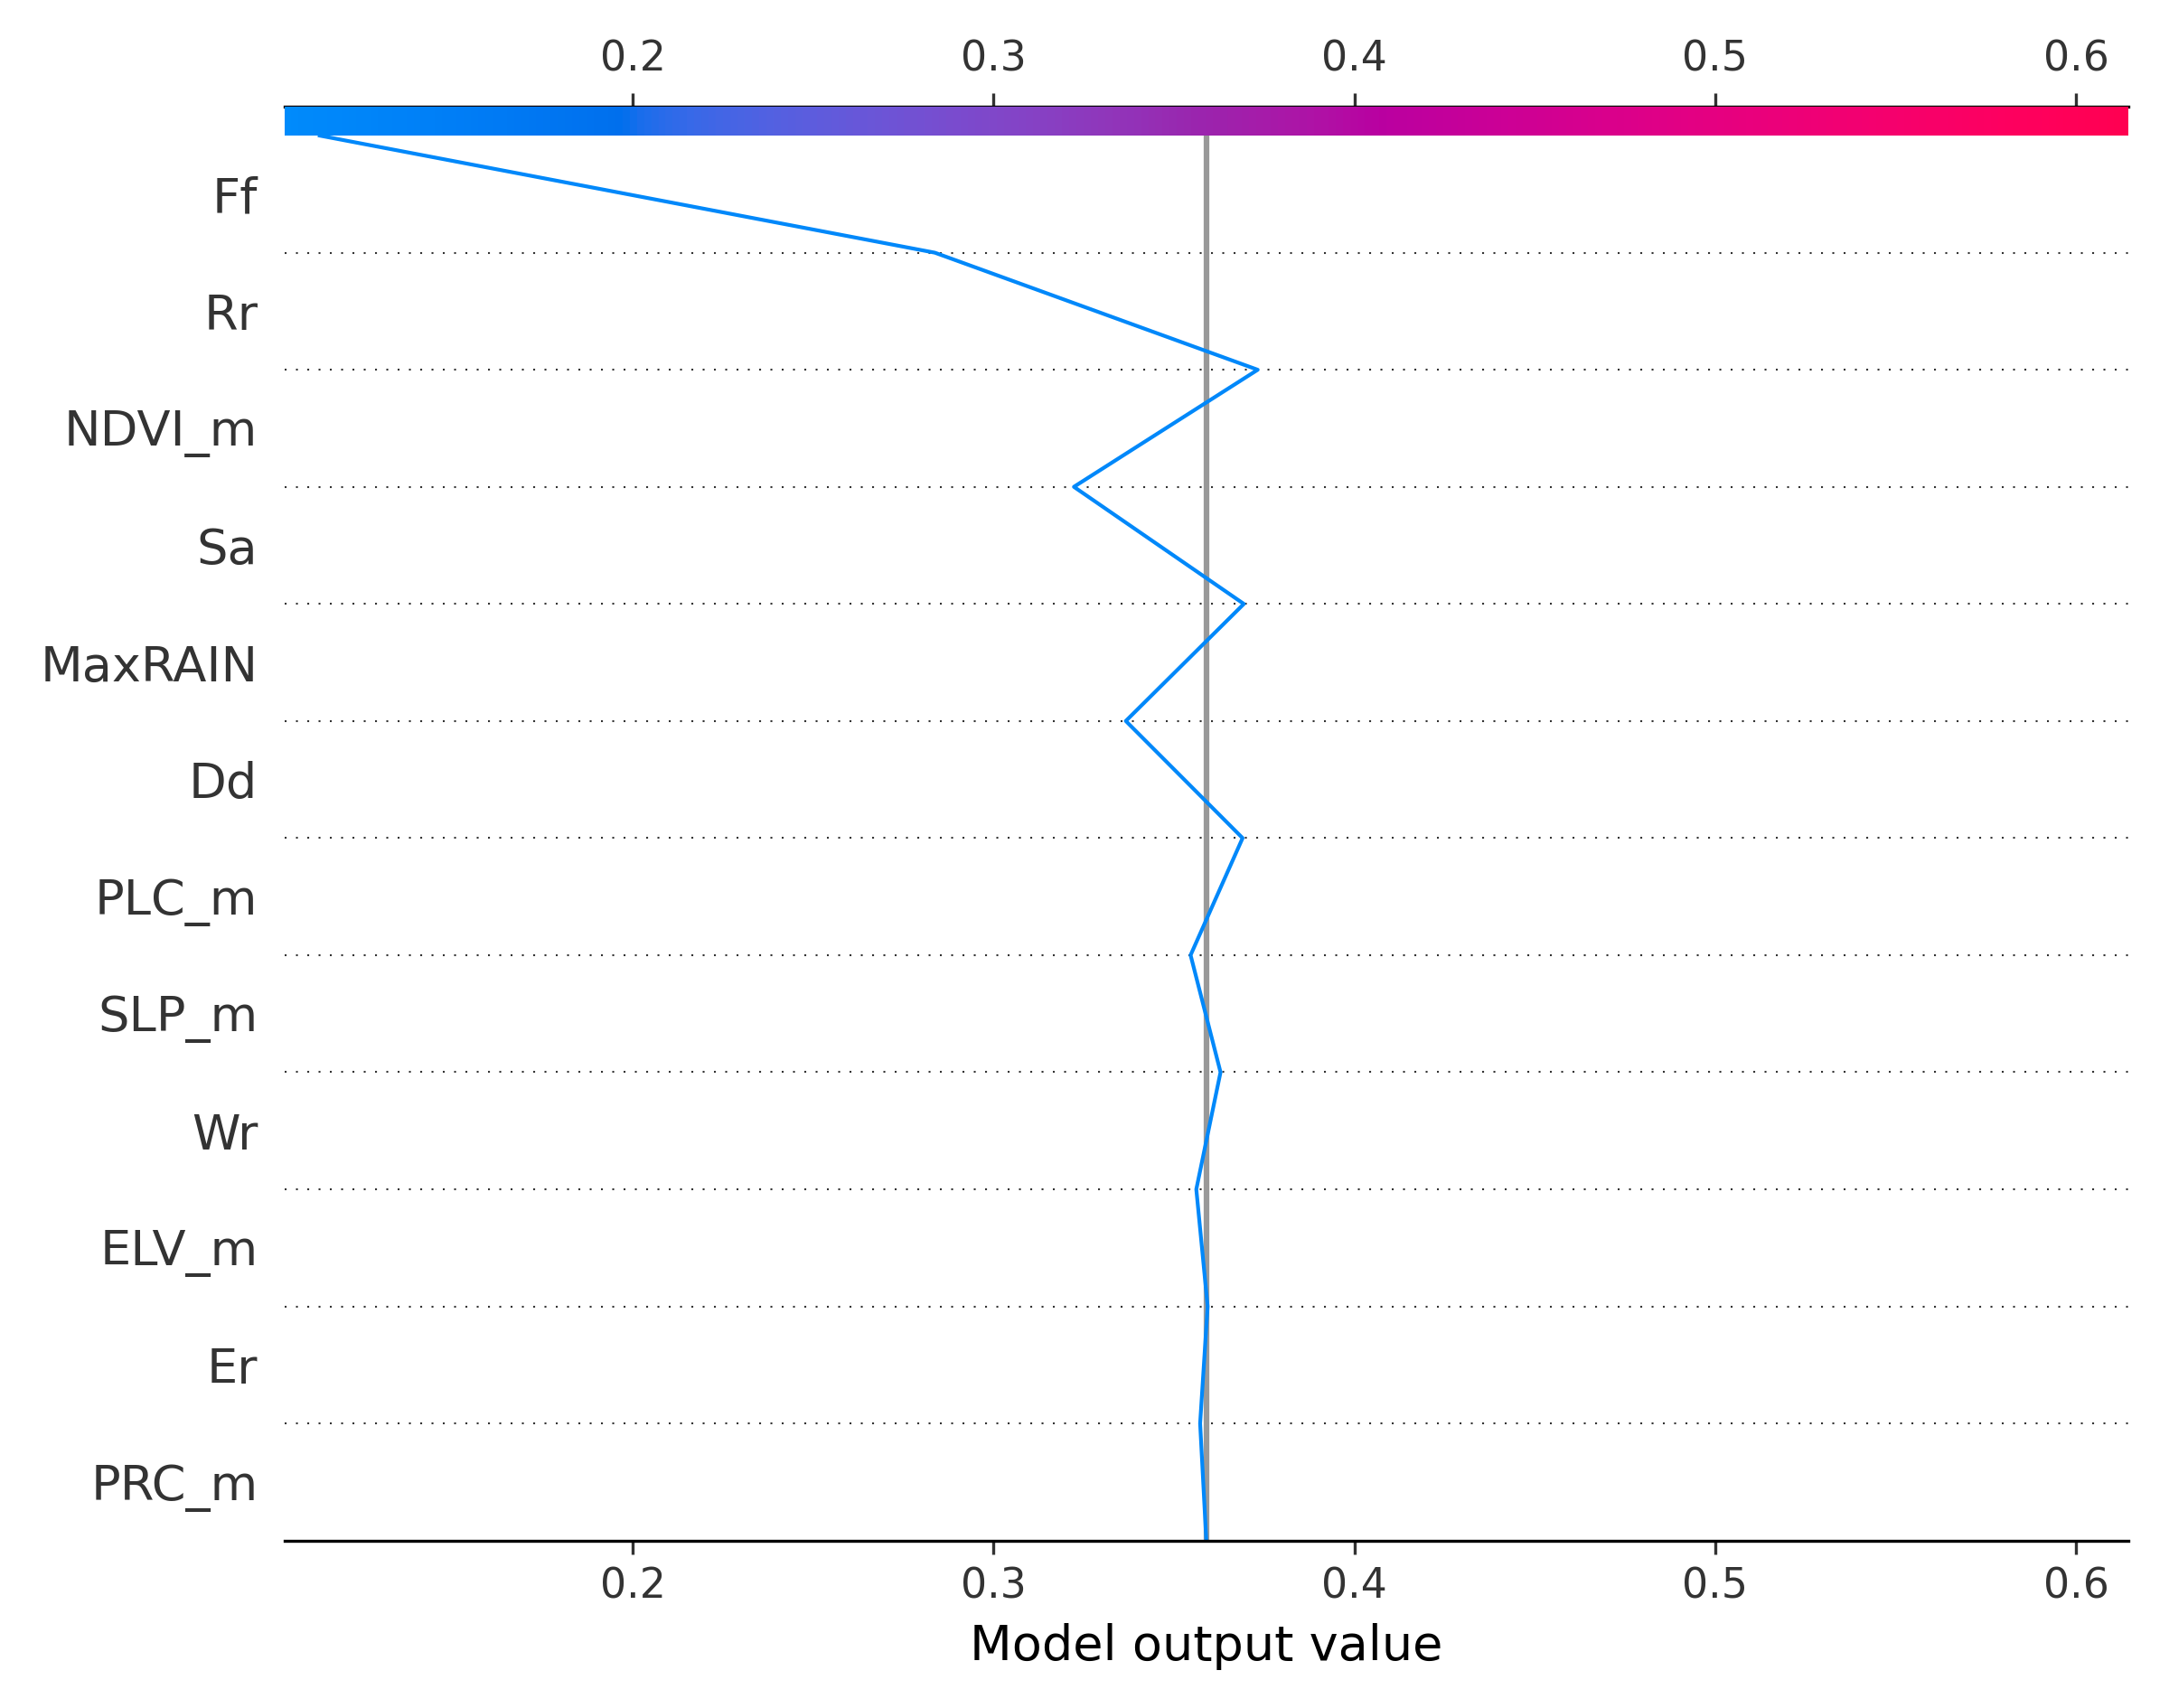 0.2 0.3 0.4 0.5 0.6
Ff
Rr
NDVI_m
Sa
MaxRAIN
Dd
PLC_m
SLP_m
Wr
ELV_m
Er
PRC_m
0.2 0.3 0.4 0.5 0.6
Model output value